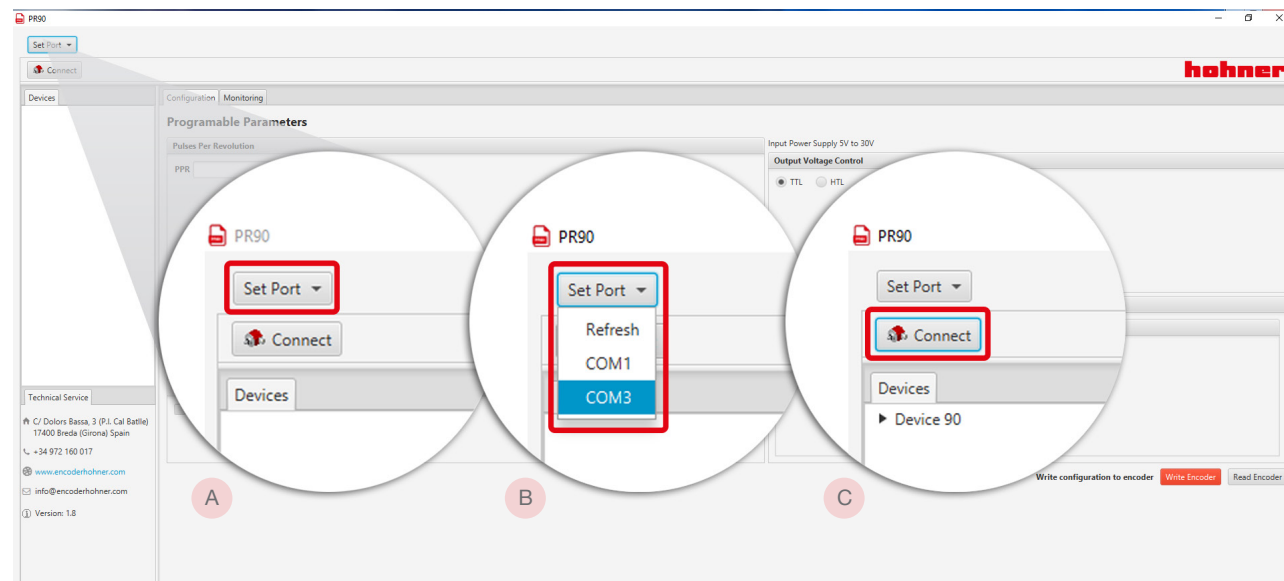 PR90
Set Port
Connect
hohner
Devices
Configuration Monitoring
Programable Parameters
Pulses Per Revolution
PPR
Input Power Supply 5V to 30V
Output Voltage Control
TTL HTL
PR90
Set Port
Connect
Devices
A
PR90
Set Port
Refresh
COM1
COM3
B
PR90
Set Port
Connect
Devices
Device 90
C
Technical Service
C/ Dolors Bassa, 3 (P.I. Cal Batlle)
17400 Breda (Girona) Spain
+34 972 160 017
www.encoderhohner.com
info@encoderhohner.com
Version: 1.8
Write configuration to encoder Write Encoder Read Encoder